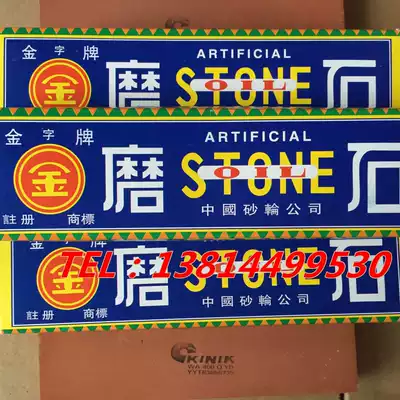 金字牌
ARTIFICIAL
金 磨 STONE 石
OIL
金字牌
ARTIFICIAL
金 磨 STONE 石
OIL
註册 商標
中國砂輪公司
金字牌
TEL：13814499530
金 磨 STONE 石
註册 商標
中國砂輪公司
KINIK